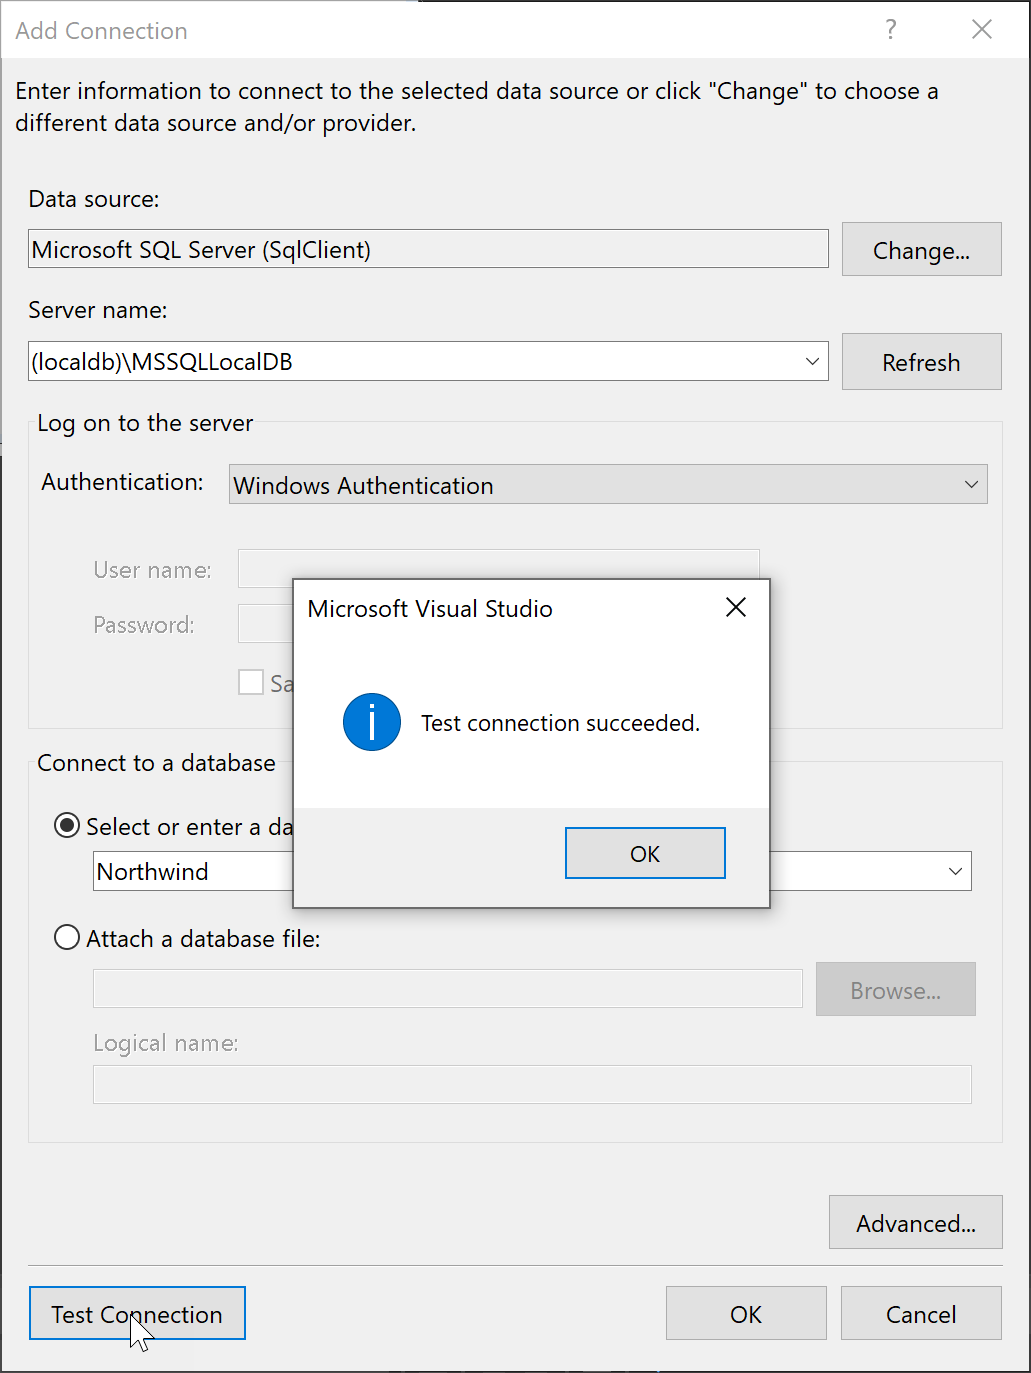 Add Connection
?
Enter information to connect to the selected data source or click "Change" to choose a
different data source and/or provider.
Data source:
Microsoft SQL Server (SqlClient)
Change...
Server name:
(localdb)\MSSQLLocalDB
Refresh
Log on to the server
Authentication:
Windows Authentication
User name:
Password:
Sa
Microsoft Visual Studio
Test connection succeeded.
OK
Connect to a database
Select or enter a da
Northwind
Attach a database file:
Browse...
Logical name:
Advanced...
Test Connection
OK
Cancel